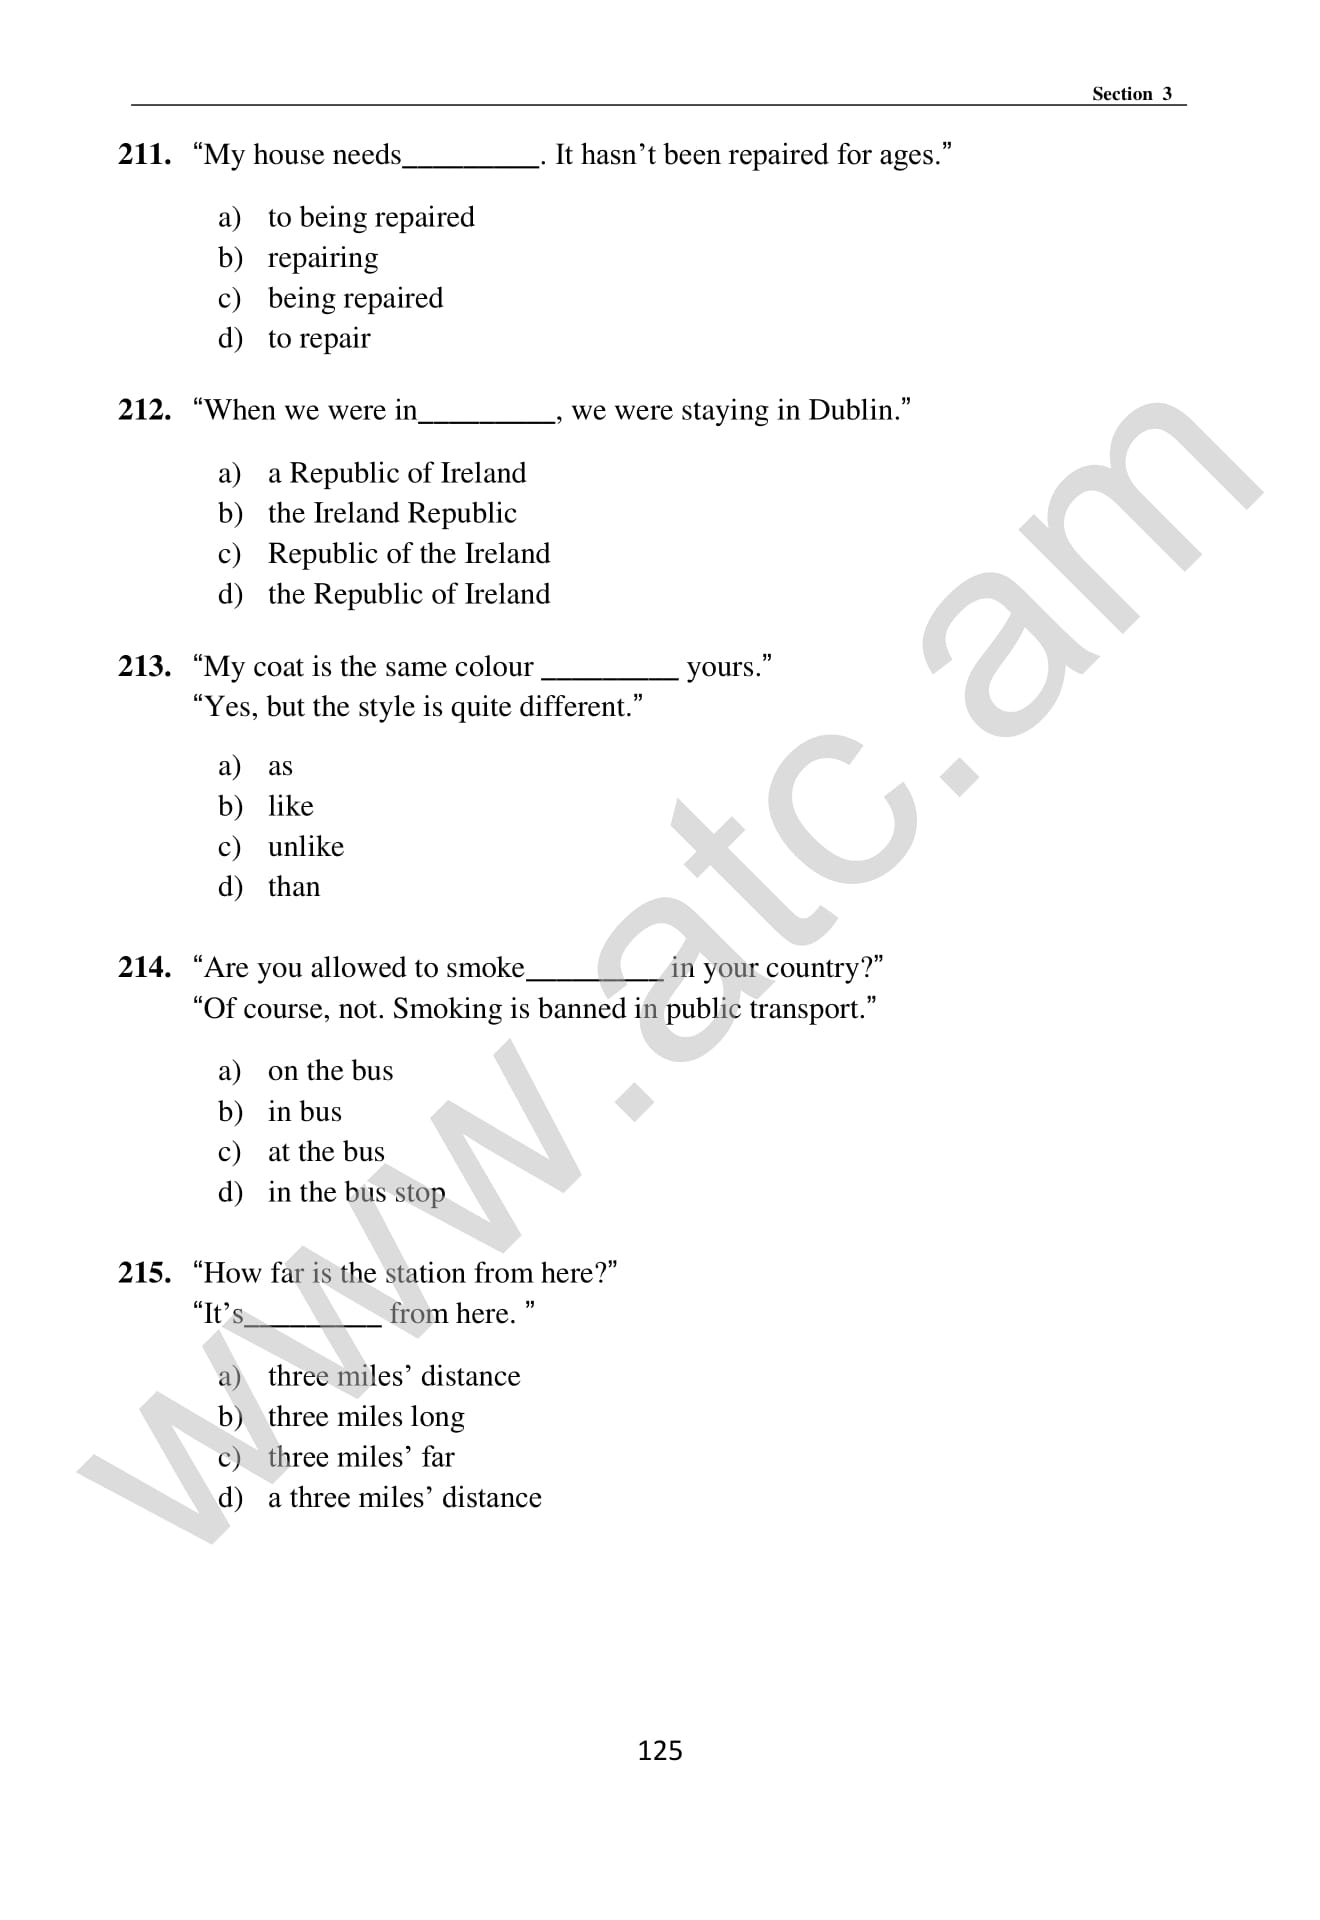 Section 3
211. “My house needs_________. It hasn’t been repaired for ages.”
a) to being repaired
b) repairing
c) being repaired
d) to repair
212. “When we were in_________, we were staying in Dublin.”
a) a Republic of Ireland
b) the Ireland Republic
c) Republic of the Ireland
d) the Republic of Ireland
213. “My coat is the same colour _________ yours.”
“Yes, but the style is quite different.”
a) as
b) like
c) unlike
d) than
214. “Are you allowed to smoke_________ in your country?”
“Of course, not. Smoking is banned in public transport.”
a) on the bus
b) in bus
c) at the bus
d) in the bus stop
215. “How far is the station from here?”
“It’s_________ from here. ”
a) three miles’ distance
b) three miles long
c) three miles’ far
d) a three miles’ distance
125
www.atc.am